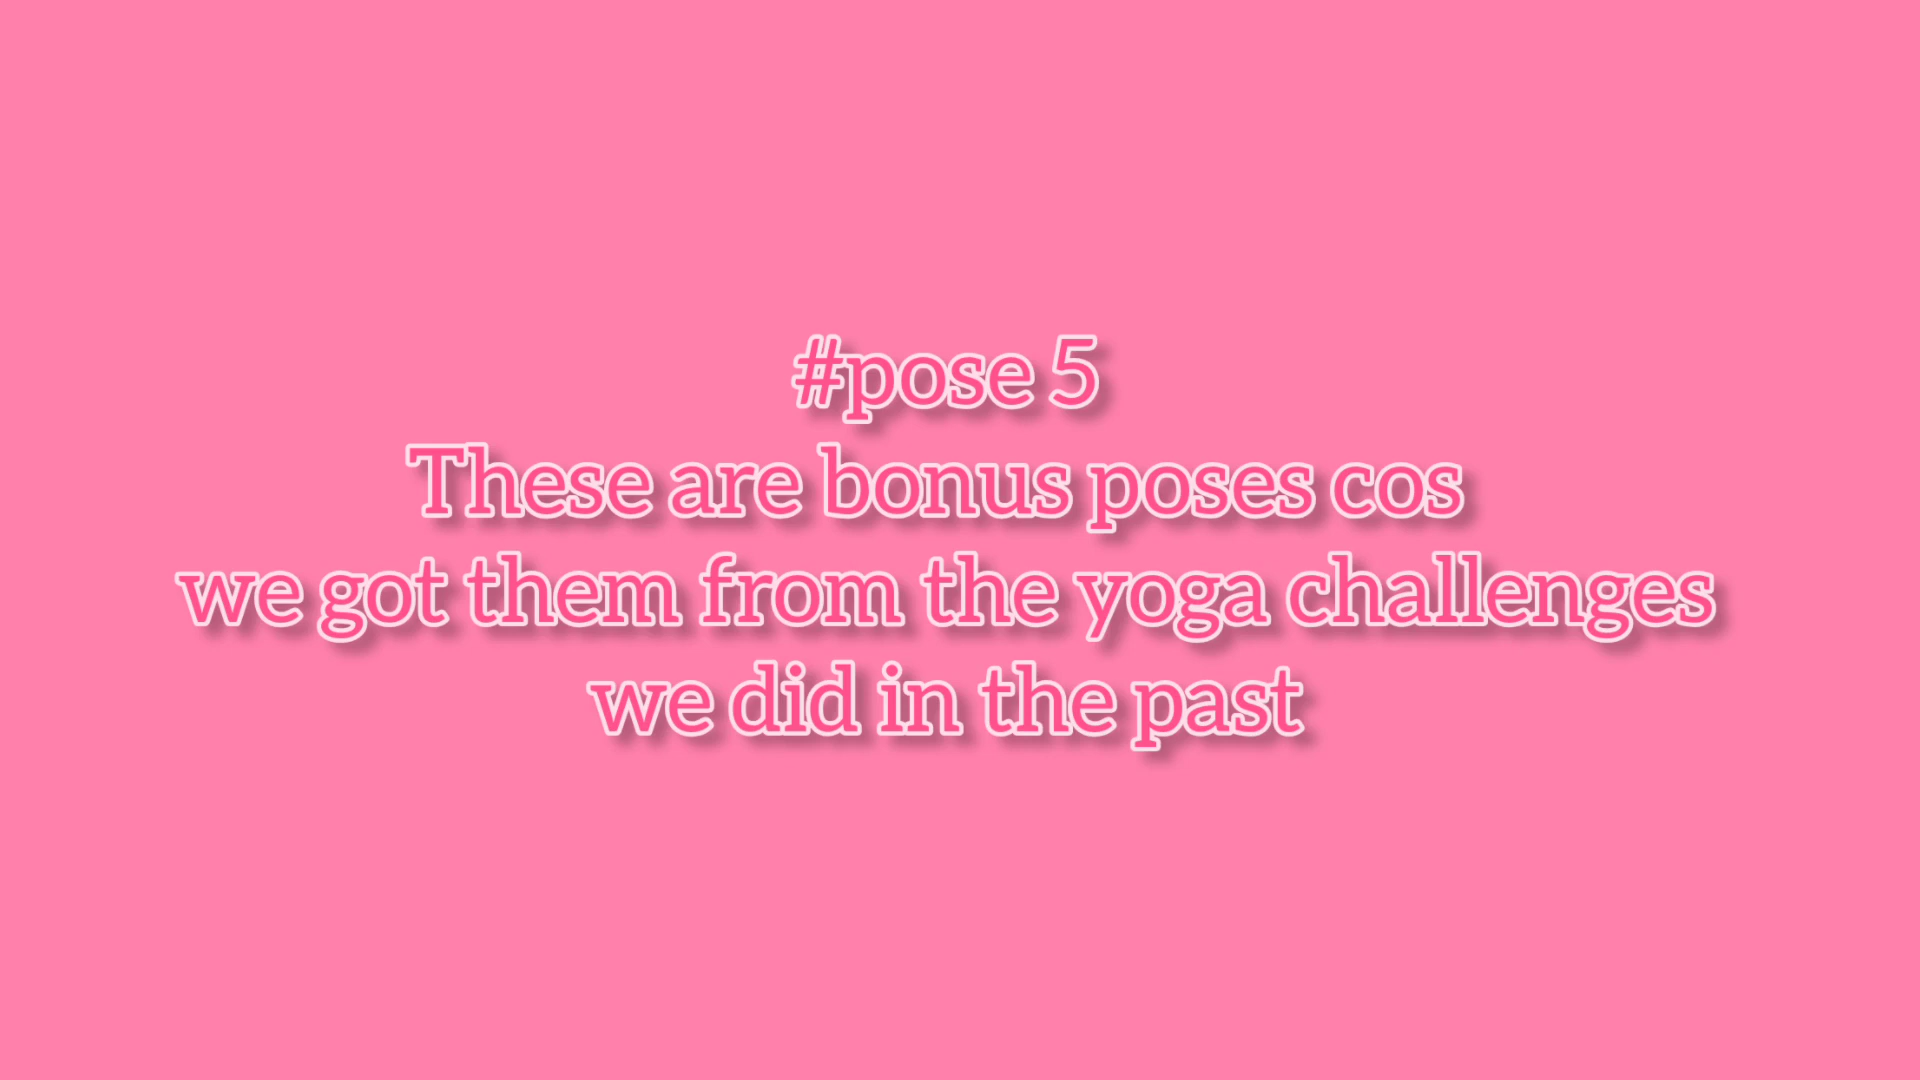 #pose 5
These are bonus poses cos
we got them from the yoga challenges
we did in the past